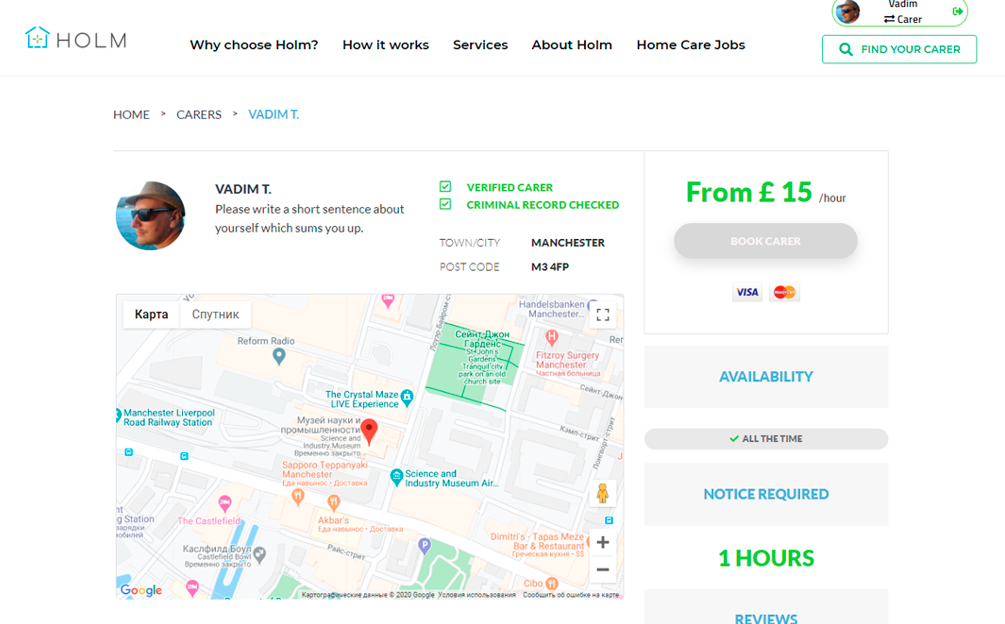 Vadim
⇄ Carer
HOLM
Why choose Holm?
How it works
Services
About Holm
Home Care Jobs
FIND YOUR CARER
HOME > CARERS > VADIM T.
VADIM T.
Please write a short sentence about
yourself which sums you up.
VERIFIED CARER
CRIMINAL RECORD CHECKED
TOWN/CITY MANCHESTER
POST CODE M3 4FP
From £ 15 /hour
BOOK CARER
VISA
Карта
Спутник
Handelsbanken
Manchester...
Reform Radio
Сейнт-Джон
Гарденс
St John's
Gardens
Tranquil city
park on an old
church site
Fitzroy Surgery
Manchester
Частная больница
The Crystal Maze
LIVE Experience
Manchester Liverpool
Road Railway Station
Музей науки и
промышленности
Science and
Industry Museum
Временно закрыто
Кэмп-стрит
Sapporo Teppanyaki
Manchester
Еда навынос • Доставка
Science and
Industry Museum Air...
The Castlefield
Akbar's
Еда навынос • Доставка
Каслфилд Боул
Castlefield Bowl
Временно закрыто
Райс-стрит
Dimitri's - Tapas Meze
Bar & Restaurant
Греческая кухня • $$
Cibo
Google
Картографические данные © 2020 Google
Условия использования
Сообщить об ошибке на карте
AVAILABILITY
ALL THE TIME
NOTICE REQUIRED
1 HOURS
REVIEWS